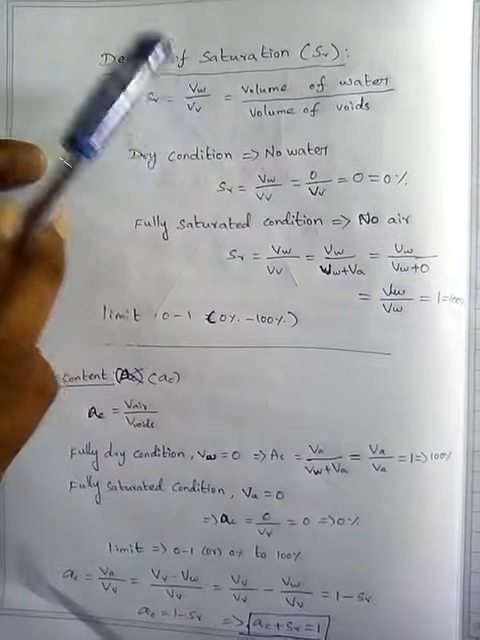 of Saturation (Sr):
Sr = Vw/Vv = Volume of water/Volume of voids
Dry Condition => No water
Sr = Vw/Vv = 0/Vv = 0 = 0%
Fully Saturated condition => No air
Sr = Vw/Vv = Vw/Vw+Va = Vw/Vw+0
= Vw/Vw = 1 = 100%
limit : 0-1 (0% - 100%)
content: (ac)
ac = Vair/Vvoids
Fully dry condition, Vw = 0 => Ac = Va/Vw+Va = Va/Va = 1 => 100%
Fully Saturated Condition, Va = 0
=> ac = 0/Vv = 0 => 0%
limit => 0-1 (or) 0% to 100%
ac = Va/Vv = Vv - Vw/Vv = Vv/Vv - Vw/Vv = 1 - Sr
ac = 1 - Sr => ac + Sr = 1